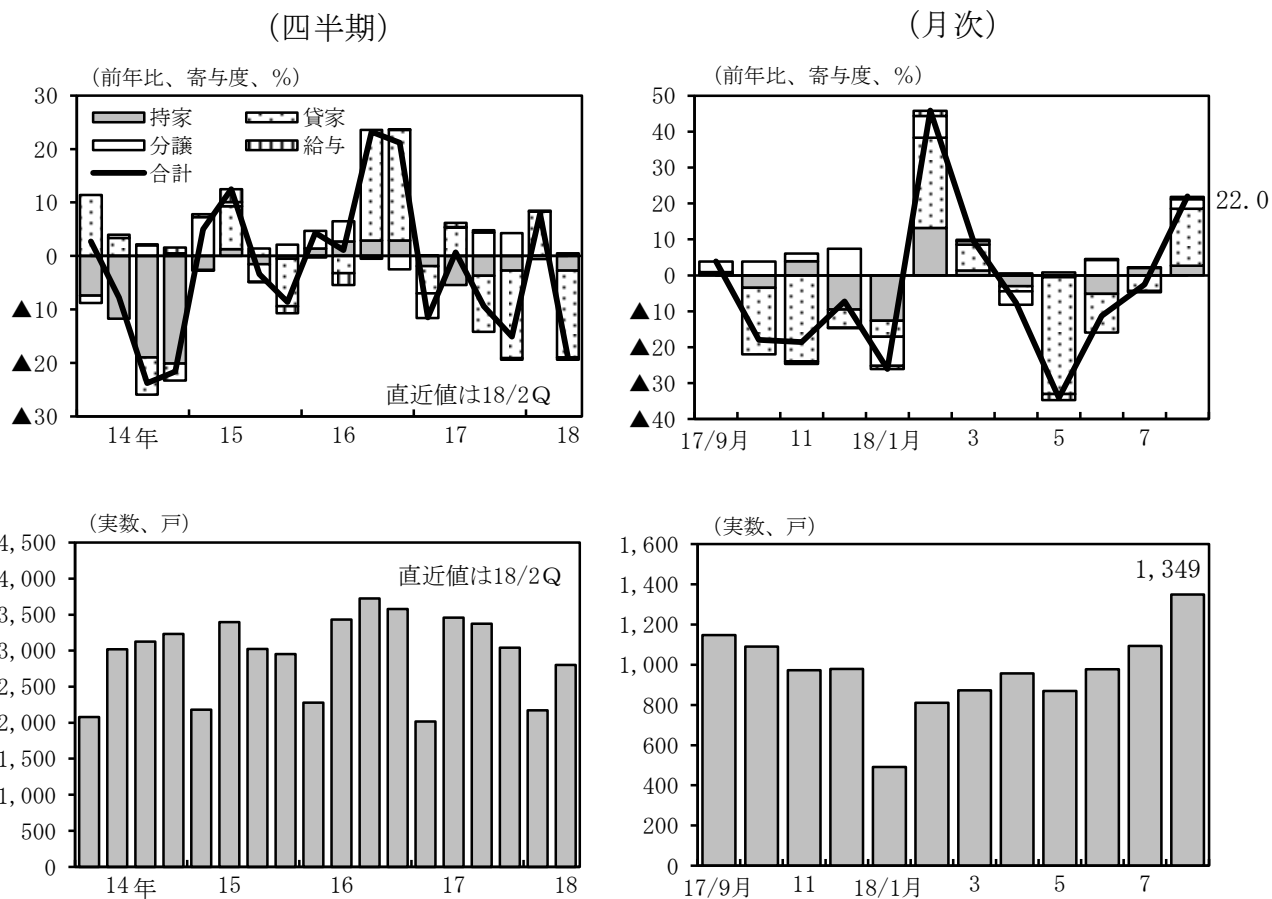 (四半期)
(前年比、寄与度、%)
30
20
10
0
▲10
▲20
▲30
持家
貸家
分譲
給与
合計
直近値は18/2Q
14年
15
16
17
18
(月次)
(前年比、寄与度、%)
50
40
30
20
10
0
▲10
▲20
▲30
▲40
22.0
17/9月
11
18/1月
3
5
7
(実数、戸)
4,500
4,000
3,500
3,000
2,500
2,000
1,500
1,000
500
0
直近値は18/2Q
14年
15
16
17
18
(実数、戸)
1,600
1,400
1,200
1,000
800
600
400
200
0
1,349
17/9月
11
18/1月
3
5
7